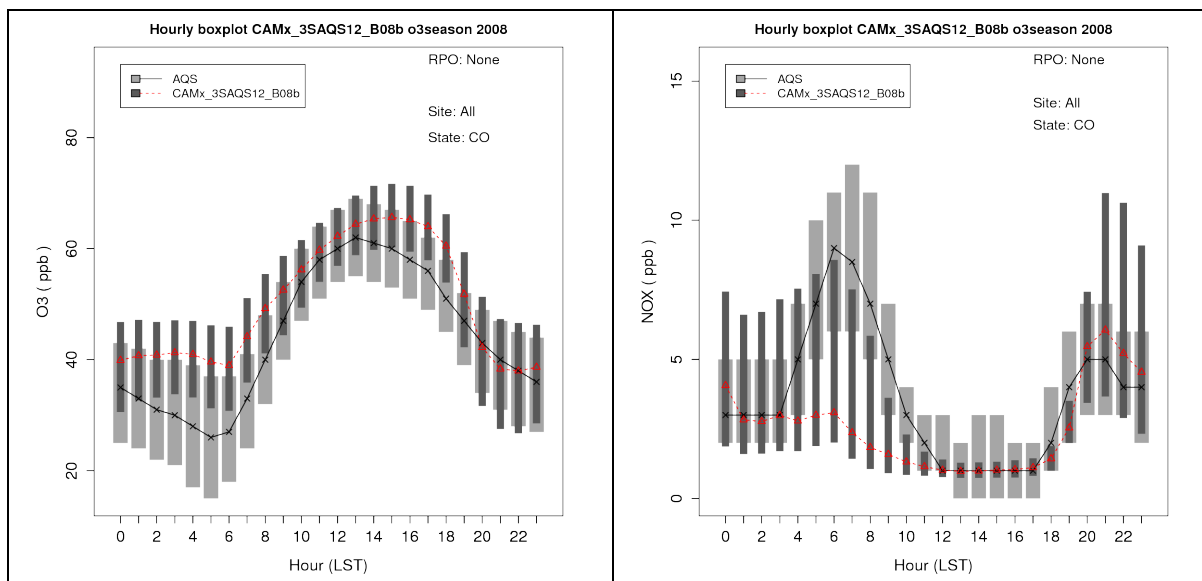 Hourly boxplot CAMx_3SAQS12_B08b o3season 2008
RPO: None
AQS
CAMx_3SAQS12_B08b
Site: All
State: CO
80
60
40
20
O3 ( ppb )
0 2 4 6 8 10 12 14 16 18 20 22
Hour (LST)
Hourly boxplot CAMx_3SAQS12_B08b o3season 2008
RPO: None
AQS
CAMx_3SAQS12_B08b
Site: All
State: CO
15
10
5
0
NOX ( ppb )
0 2 4 6 8 10 12 14 16 18 20 22
Hour (LST)